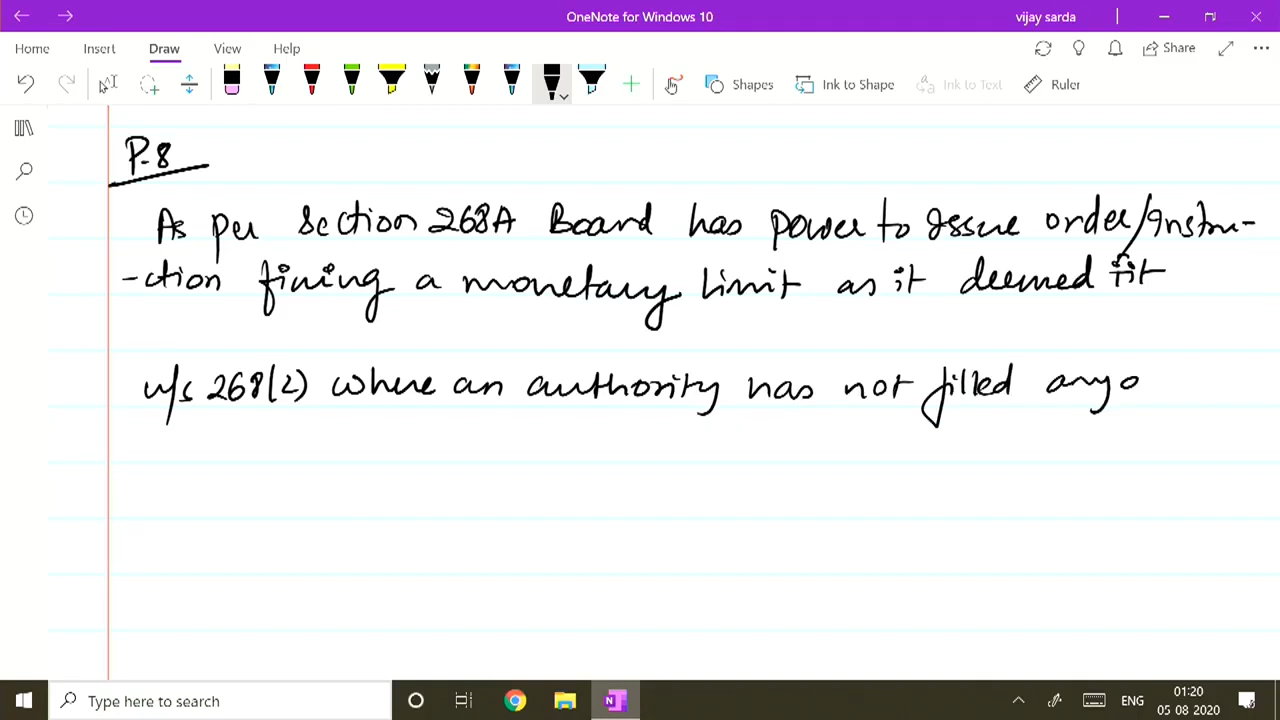 OneNote for Windows 10
vijay sarda
Home Insert Draw View Help
Share
Shapes Ink to Shape Ink to Text Ruler
P-8
As per Section 268A Board has power to Issue order/Instru-
-ction fixing a monetary limit as it deemed fit
u/s 268(2) where an authority has not filled any o
Type here to search
ENG
01:20
05-08-2020